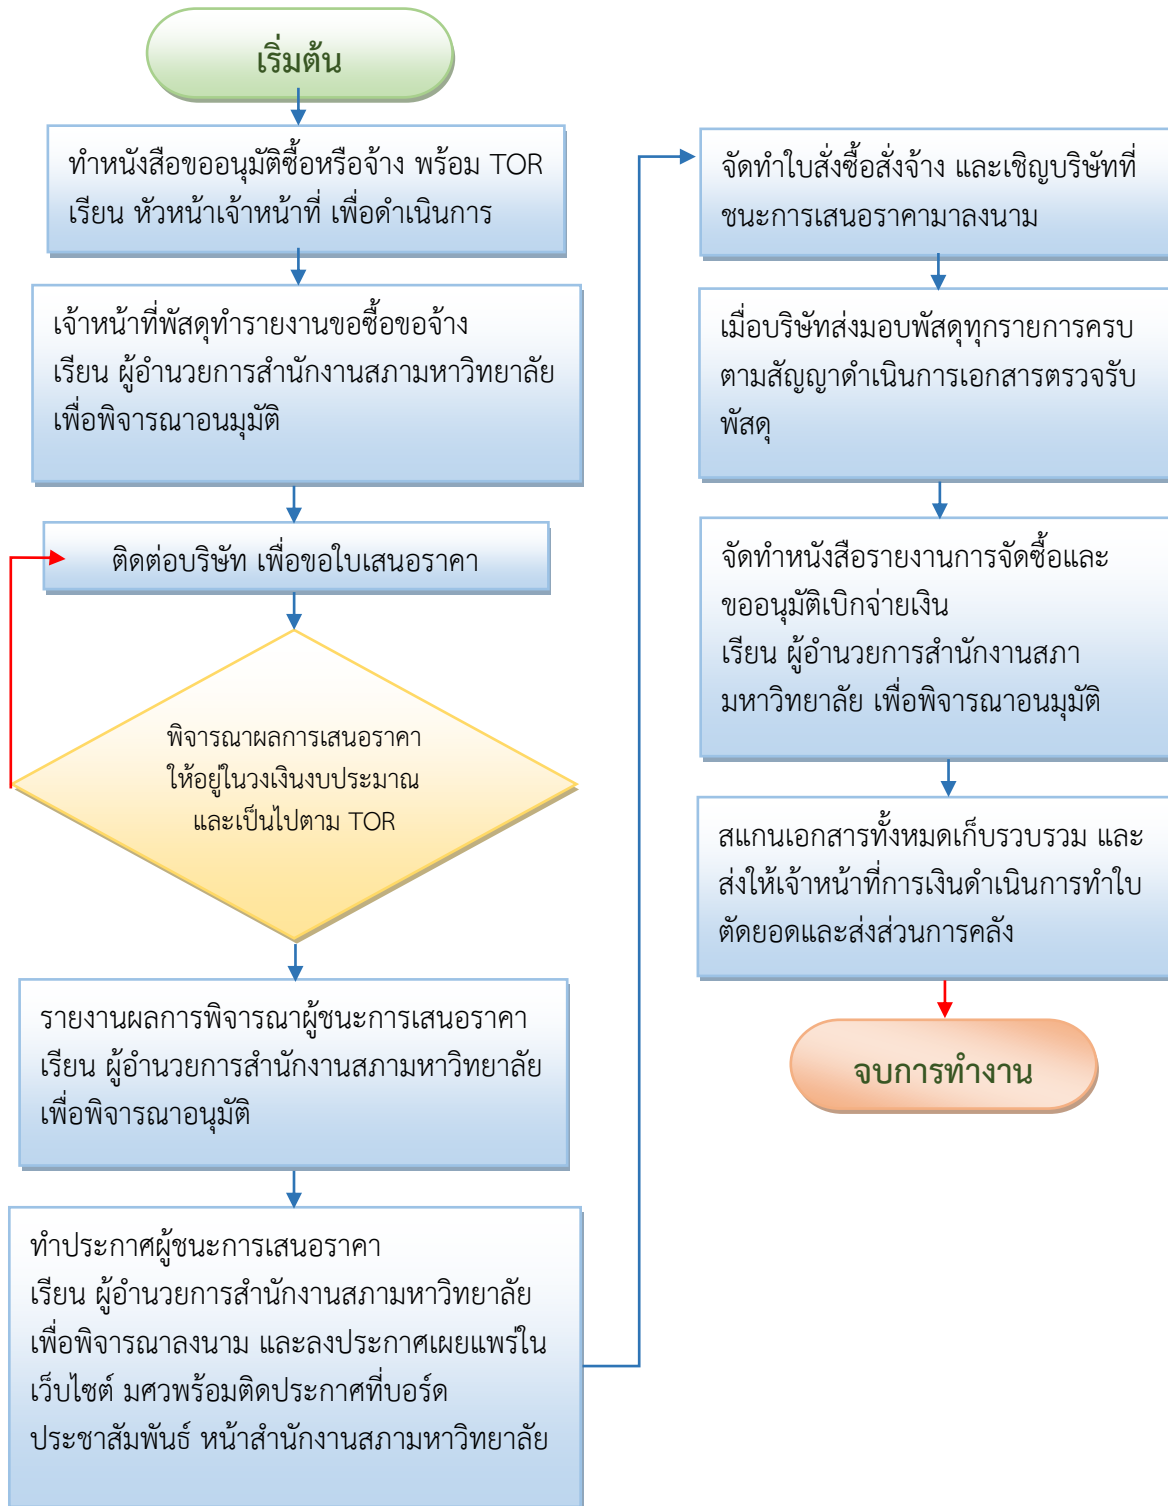 เริ่มต้น
ทำหนังสือขออนุมัติซื้อหรือจ้าง พร้อม TOR
เรียน หัวหน้าเจ้าหน้าที่ เพื่อดำเนินการ
เจ้าหน้าที่พัสดุทำรายงานขอซื้อขอจ้าง
เรียน ผู้อำนวยการสำนักงานสภามหาวิทยาลัย
เพื่อพิจารณาอนมุมัติ
ติดต่อบริษัท เพื่อขอใบเสนอราคา
พิจารณาผลการเสนอราคา
ให้อยู่ในวงเงินงบประมาณ
และเป็นไปตาม TOR
รายงานผลการพิจารณาผู้ชนะการเสนอราคา
เรียน ผู้อำนวยการสำนักงานสภามหาวิทยาลัย
เพื่อพิจารณาอนุมัติ
ทำประกาศผู้ชนะการเสนอราคา
เรียน ผู้อำนวยการสำนักงานสภามหาวิทยาลัย
เพื่อพิจารณาลงนาม และลงประกาศเผยแพร่ใน
เว็บไซต์ มศวพร้อมติดประกาศที่บอร์ด
ประชาสัมพันธ์ หน้าสำนักงานสภามหาวิทยาลัย
จัดทำใบสั่งซื้อสั่งจ้าง และเชิญบริษัทที่
ชนะการเสนอราคามาลงนาม
เมื่อบริษัทส่งมอบพัสดุทุกรายการครบ
ตามสัญญาดำเนินการเอกสารตรวจรับ
พัสดุ
จัดทำหนังสือรายงานการจัดซื้อและ
ขออนุมัติเบิกจ่ายเงิน
เรียน ผู้อำนวยการสำนักงานสภา
มหาวิทยาลัย เพื่อพิจารณาอนมุมัติ
สแกนเอกสารทั้งหมดเก็บรวบรวม และ
ส่งให้เจ้าหน้าที่การเงินดำเนินการทำใบ
ตัดยอดและส่งส่วนการคลัง
จบการทำงาน